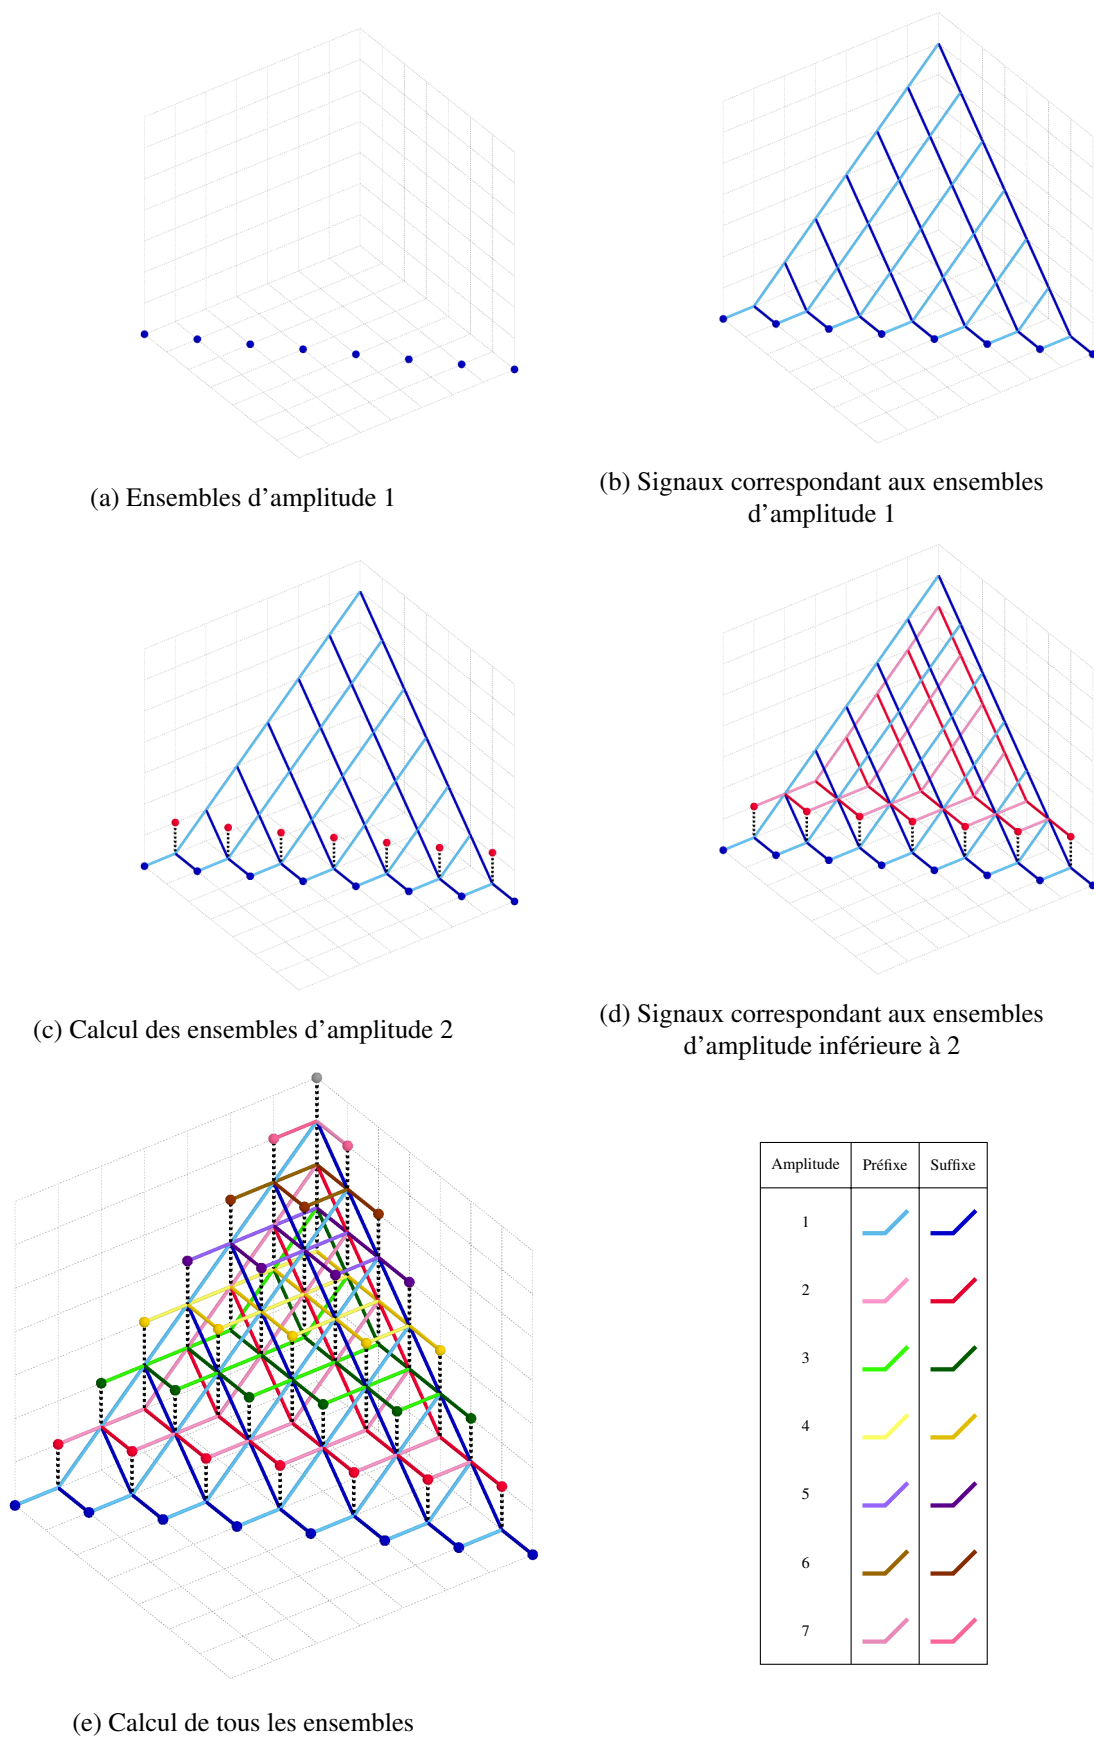 (a) Ensembles d'amplitude 1
(b) Signaux correspondant aux ensembles
d'amplitude 1
(c) Calcul des ensembles d'amplitude 2
(d) Signaux correspondant aux ensembles
d'amplitude inférieure à 2
Amplitude Préfixe Suffixe
1
2
3
4
5
6
7
(e) Calcul de tous les ensembles